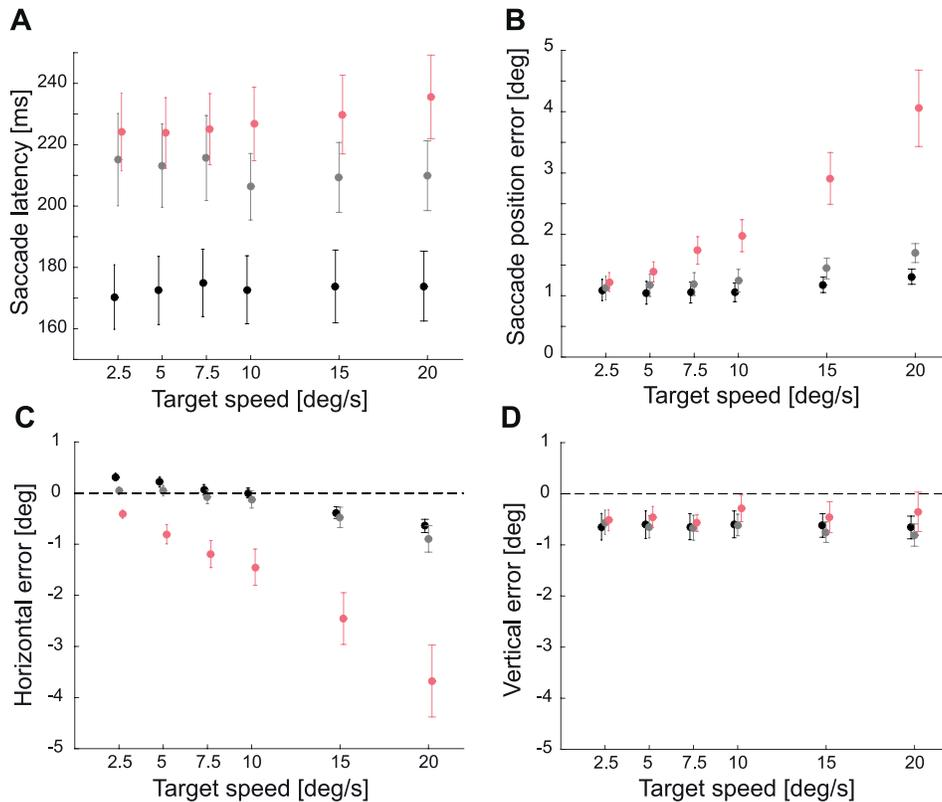 A
Saccade latency [ms]
240
220
200
180
160
2.5 5 7.5 10 15 20
Target speed [deg/s]
B
Saccade position error [deg]
5
4
3
2
1
0
2.5 5 7.5 10 15 20
Target speed [deg/s]
C
Horizontal error [deg]
1
0
-1
-2
-3
-4
-5
2.5 5 7.5 10 15 20
Target speed [deg/s]
D
Vertical error [deg]
1
0
-1
-2
-3
-4
-5
2.5 5 7.5 10 15 20
Target speed [deg/s]